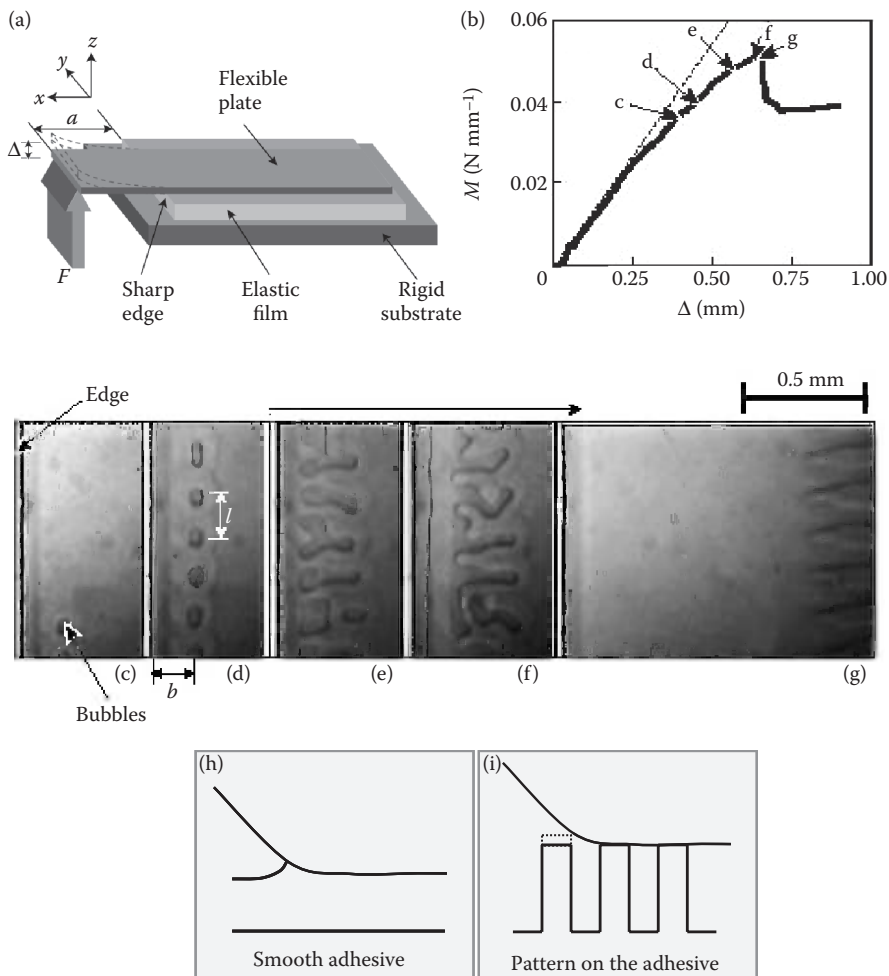 (a)
z
y
x
a
Δ
F
Flexible
plate
Sharp
edge
Elastic
film
Rigid
substrate
(b)
0.06
0.04
0.02
0
M (N mm⁻¹)
c
d
e
f
g
0.25
0.50
0.75
1.00
Δ (mm)
Edge
0.5 mm
l
b
(c)
(d)
(e)
(f)
(g)
Bubbles
(h)
Smooth adhesive
(i)
Pattern on the adhesive